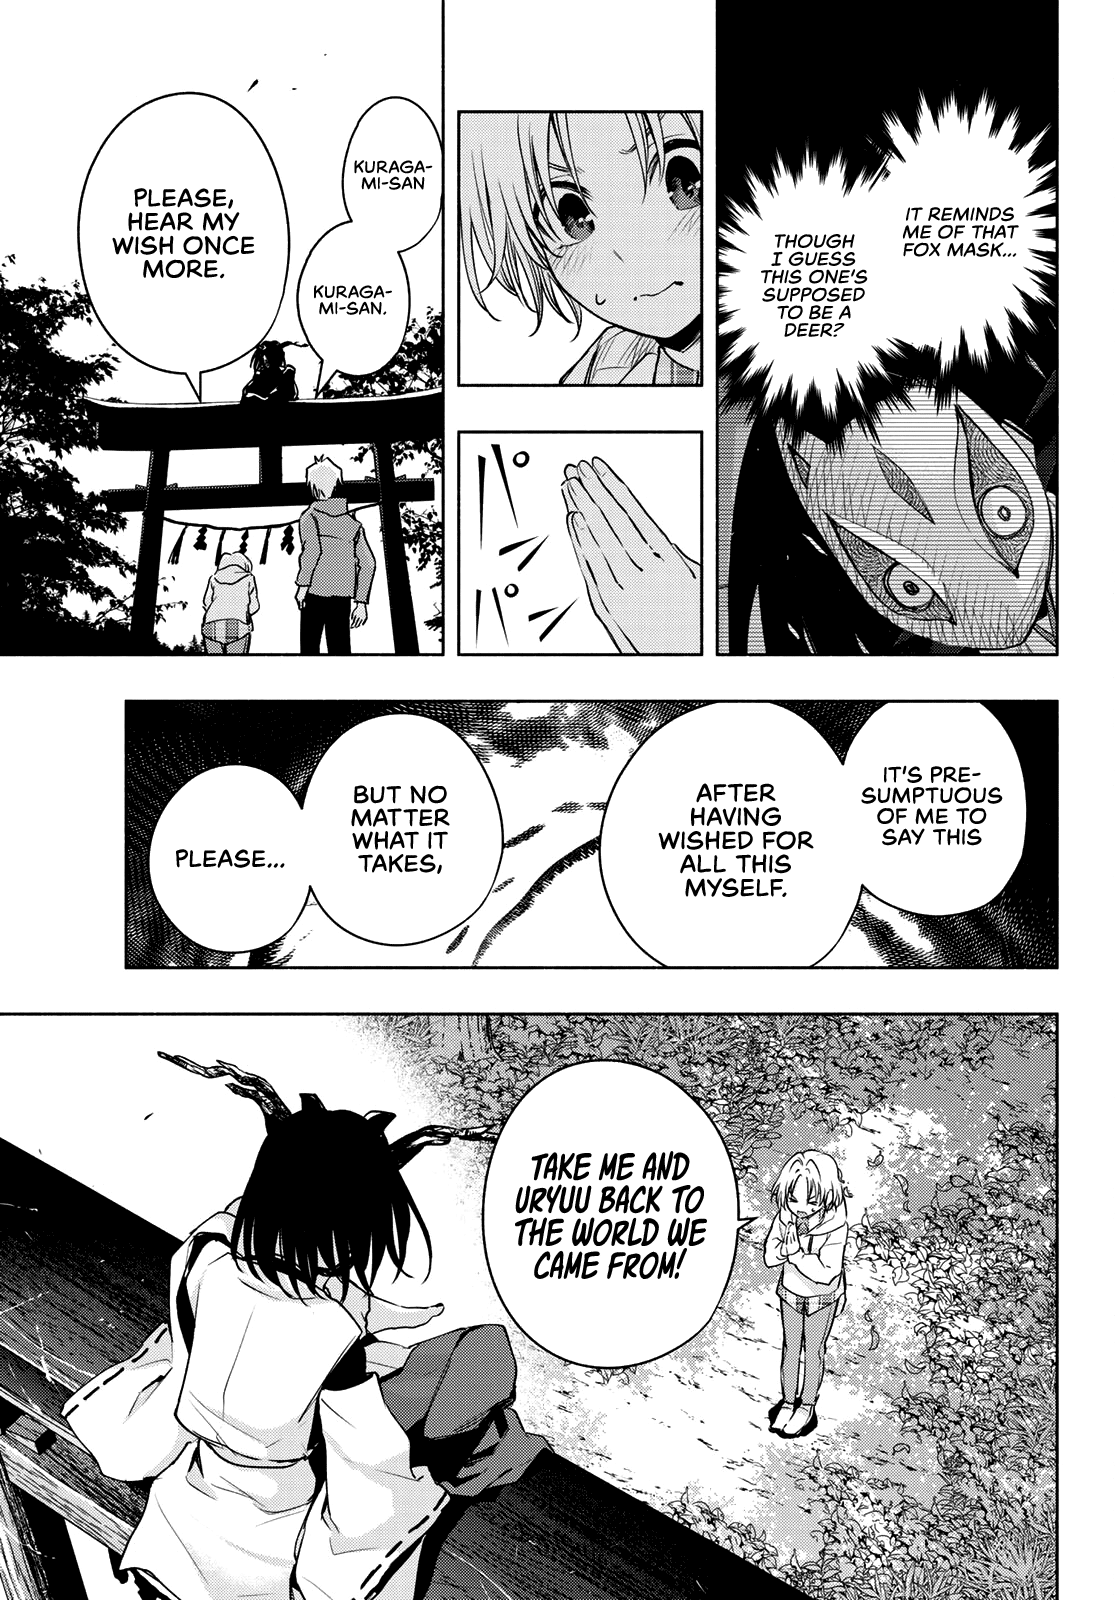 IT REMINDS
ME OF THAT
FOX MASK...
THOUGH
I GUESS
THIS ONE'S
SUPPOSED
TO BE A
DEER?
KURAGA-
MI-SAN
KURAGA-
MI-SAN.
PLEASE,
HEAR MY
WISH ONCE
MORE.
IT'S PRE-
SUMPTUOUS
OF ME TO
SAY THIS
AFTER
HAVING
WISHED FOR
ALL THIS
MYSELF.
BUT NO
MATTER
WHAT IT
TAKES,
PLEASE...
TAKE ME AND
URYUU BACK TO
THE WORLD WE
CAME FROM!